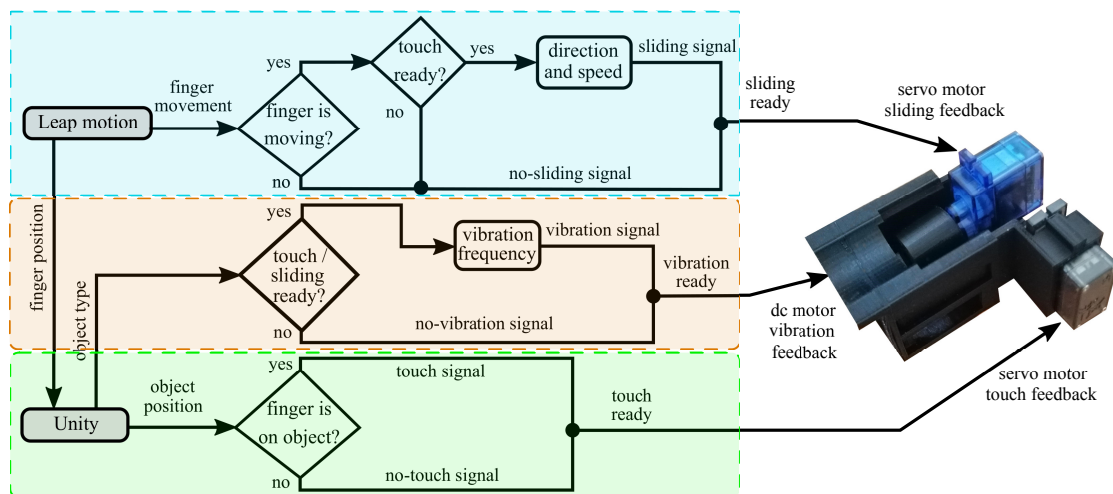 touch
ready?
yes
yes
direction
and speed
sliding signal
finger
movement
Leap motion
finger is
moving?
no
no
no-sliding signal
sliding
ready
servo motor
sliding feedback
finger position
object type
yes
touch /
sliding
ready?
no
vibration
frequency
vibration signal
no-vibration signal
vibration
ready
dc motor
vibration
feedback
Unity
object
position
yes
finger is
on object?
no
touch signal
no-touch signal
touch
ready
servo motor
touch feedback